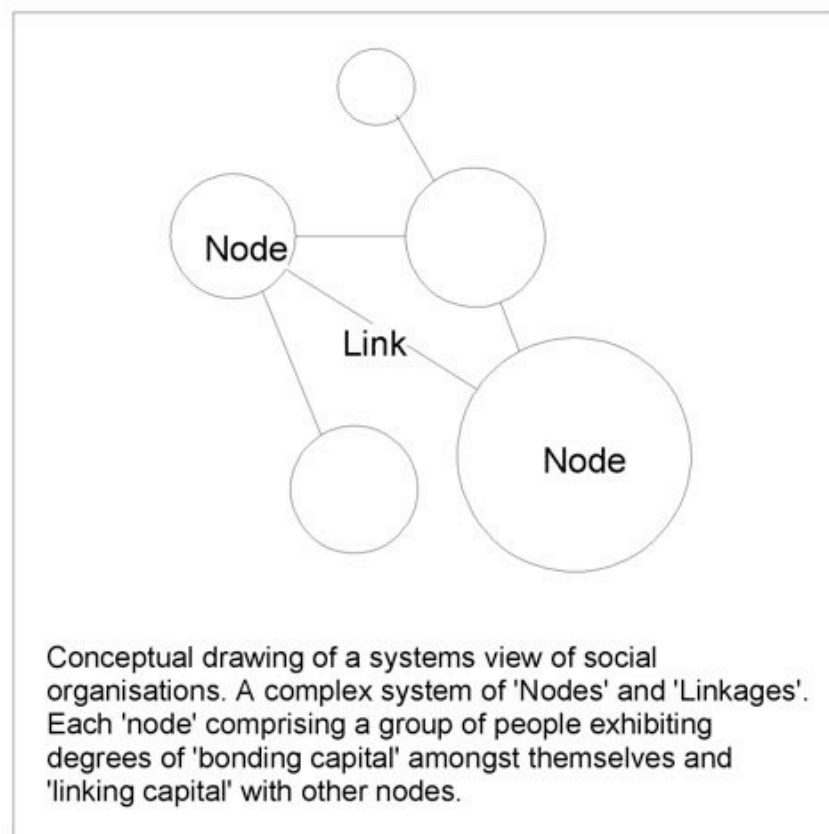 Node
Link
Node
Conceptual drawing of a systems view of social
organisations. A complex system of 'Nodes' and 'Linkages'.
Each 'node' comprising a group of people exhibiting
degrees of 'bonding capital' amongst themselves and
'linking capital' with other nodes.